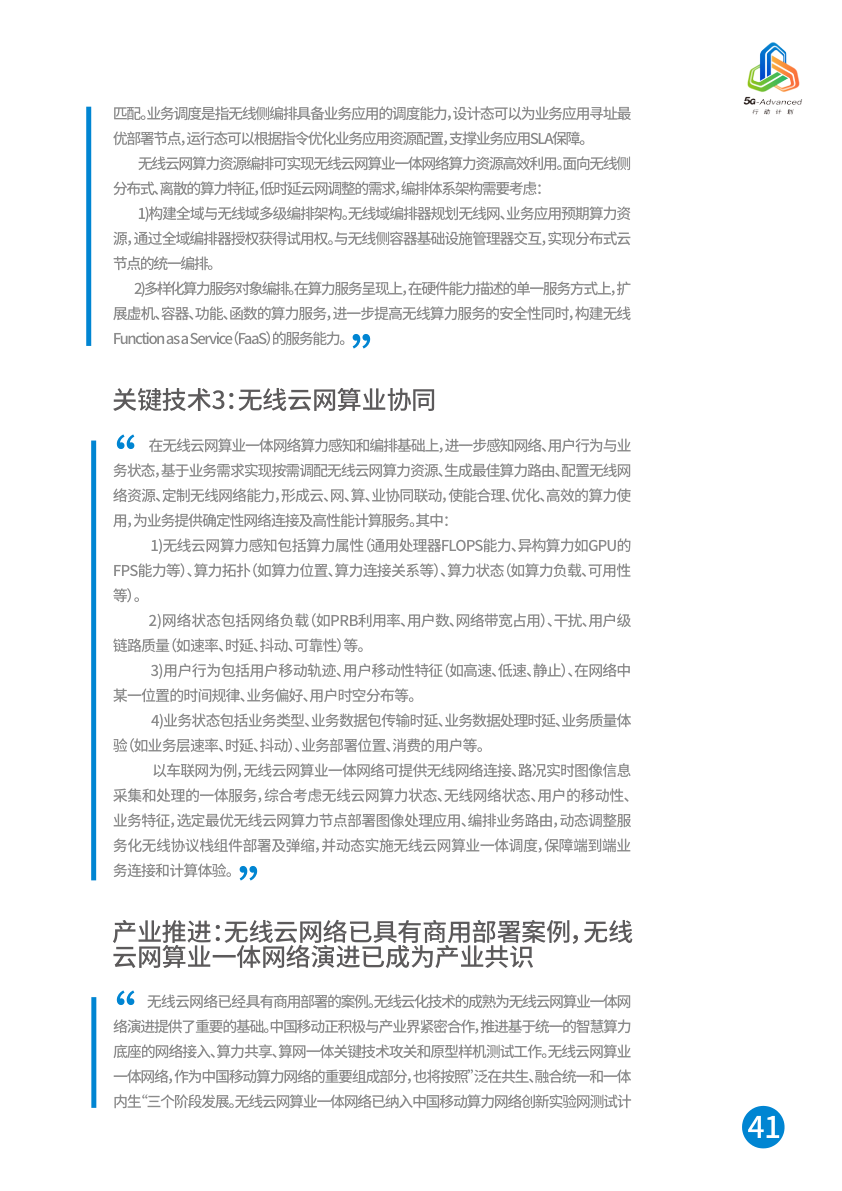 5G-Advanced
行动计划
匹配。业务调度是指无线侧编排具备业务应用的调度能力，设计态可以为业务应用寻址最
优部署节点，运行态可以根据指令优化业务应用资源配置，支撑业务应用SLA保障。
无线云网算力资源编排可实现无线云网算业一体网络算力资源高效利用。面向无线侧
分布式、离散的算力特征，低时延云网调整的需求，编排体系架构需要考虑：
1)构建全域与无线域多级编排架构。无线域编排器规划无线网、业务应用预期算力资
源，通过全域编排器授权获得试用权。与无线侧容器基础设施管理器交互，实现分布式云
节点的统一编排。
2)多样化算力服务对象编排。在算力服务呈现上，在硬件能力描述的单一服务方式上，扩
展虚机、容器、功能、函数的算力服务，进一步提高无线算力服务的安全性同时，构建无线
Function as a Service（FaaS）的服务能力。”
关键技术3：无线云网算业协同
“ 在无线云网算业一体网络算力感知和编排基础上，进一步感知网络、用户行为与业
务状态，基于业务需求实现按需调配无线云网算力资源、生成最佳算力路由、配置无线网
络资源、定制无线网络能力，形成云、网、算、业协同联动，使能合理、优化、高效的算力使
用，为业务提供确定性网络连接及高性能计算服务。其中：
1)无线云网算力感知包括算力属性（通用处理器FLOPS能力、异构算力如GPU的
FPS能力等）、算力拓扑（如算力位置、算力连接关系等）、算力状态（如算力负载、可用性
等）。
2)网络状态包括网络负载（如PRB利用率、用户数、网络带宽占用）、干扰、用户级
链路质量（如速率、时延、抖动、可靠性）等。
3)用户行为包括用户移动轨迹、用户移动性特征（如高速、低速、静止）、在网络中
某一位置的时间规律、业务偏好、用户时空分布等。
4)业务状态包括业务类型、业务数据包传输时延、业务数据处理时延、业务质量体
验（如业务层速率、时延、抖动）、业务部署位置、消费的用户等。
以车联网为例，无线云网算业一体网络可提供无线网络连接、路况实时图像信息
采集和处理的一体服务，综合考虑无线云网算力状态、无线网络状态、用户的移动性、
业务特征，选定最优无线云网算力节点部署图像处理应用、编排业务路由，动态调整服
务化无线协议栈组件部署及弹缩，并动态实施无线云网算业一体调度，保障端到端业
务连接和计算体验。”
产业推进：无线云网络已具有商用部署案例，无线
云网算业一体网络演进已成为产业共识
“ 无线云网络已经具有商用部署的案例。无线云化技术的成熟为无线云网算业一体网
络演进提供了重要的基础。中国移动正积极与产业界紧密合作，推进基于统一的智慧算力
底座的网络接入、算力共享、算网一体关键技术攻关和原型样机测试工作。无线云网算业
一体网络，作为中国移动算力网络的重要组成部分，也将按照”泛在共生、融合统一和一体
内生“三个阶段发展。无线云网算业一体网络已纳入中国移动算力网络创新实验网测试计
41